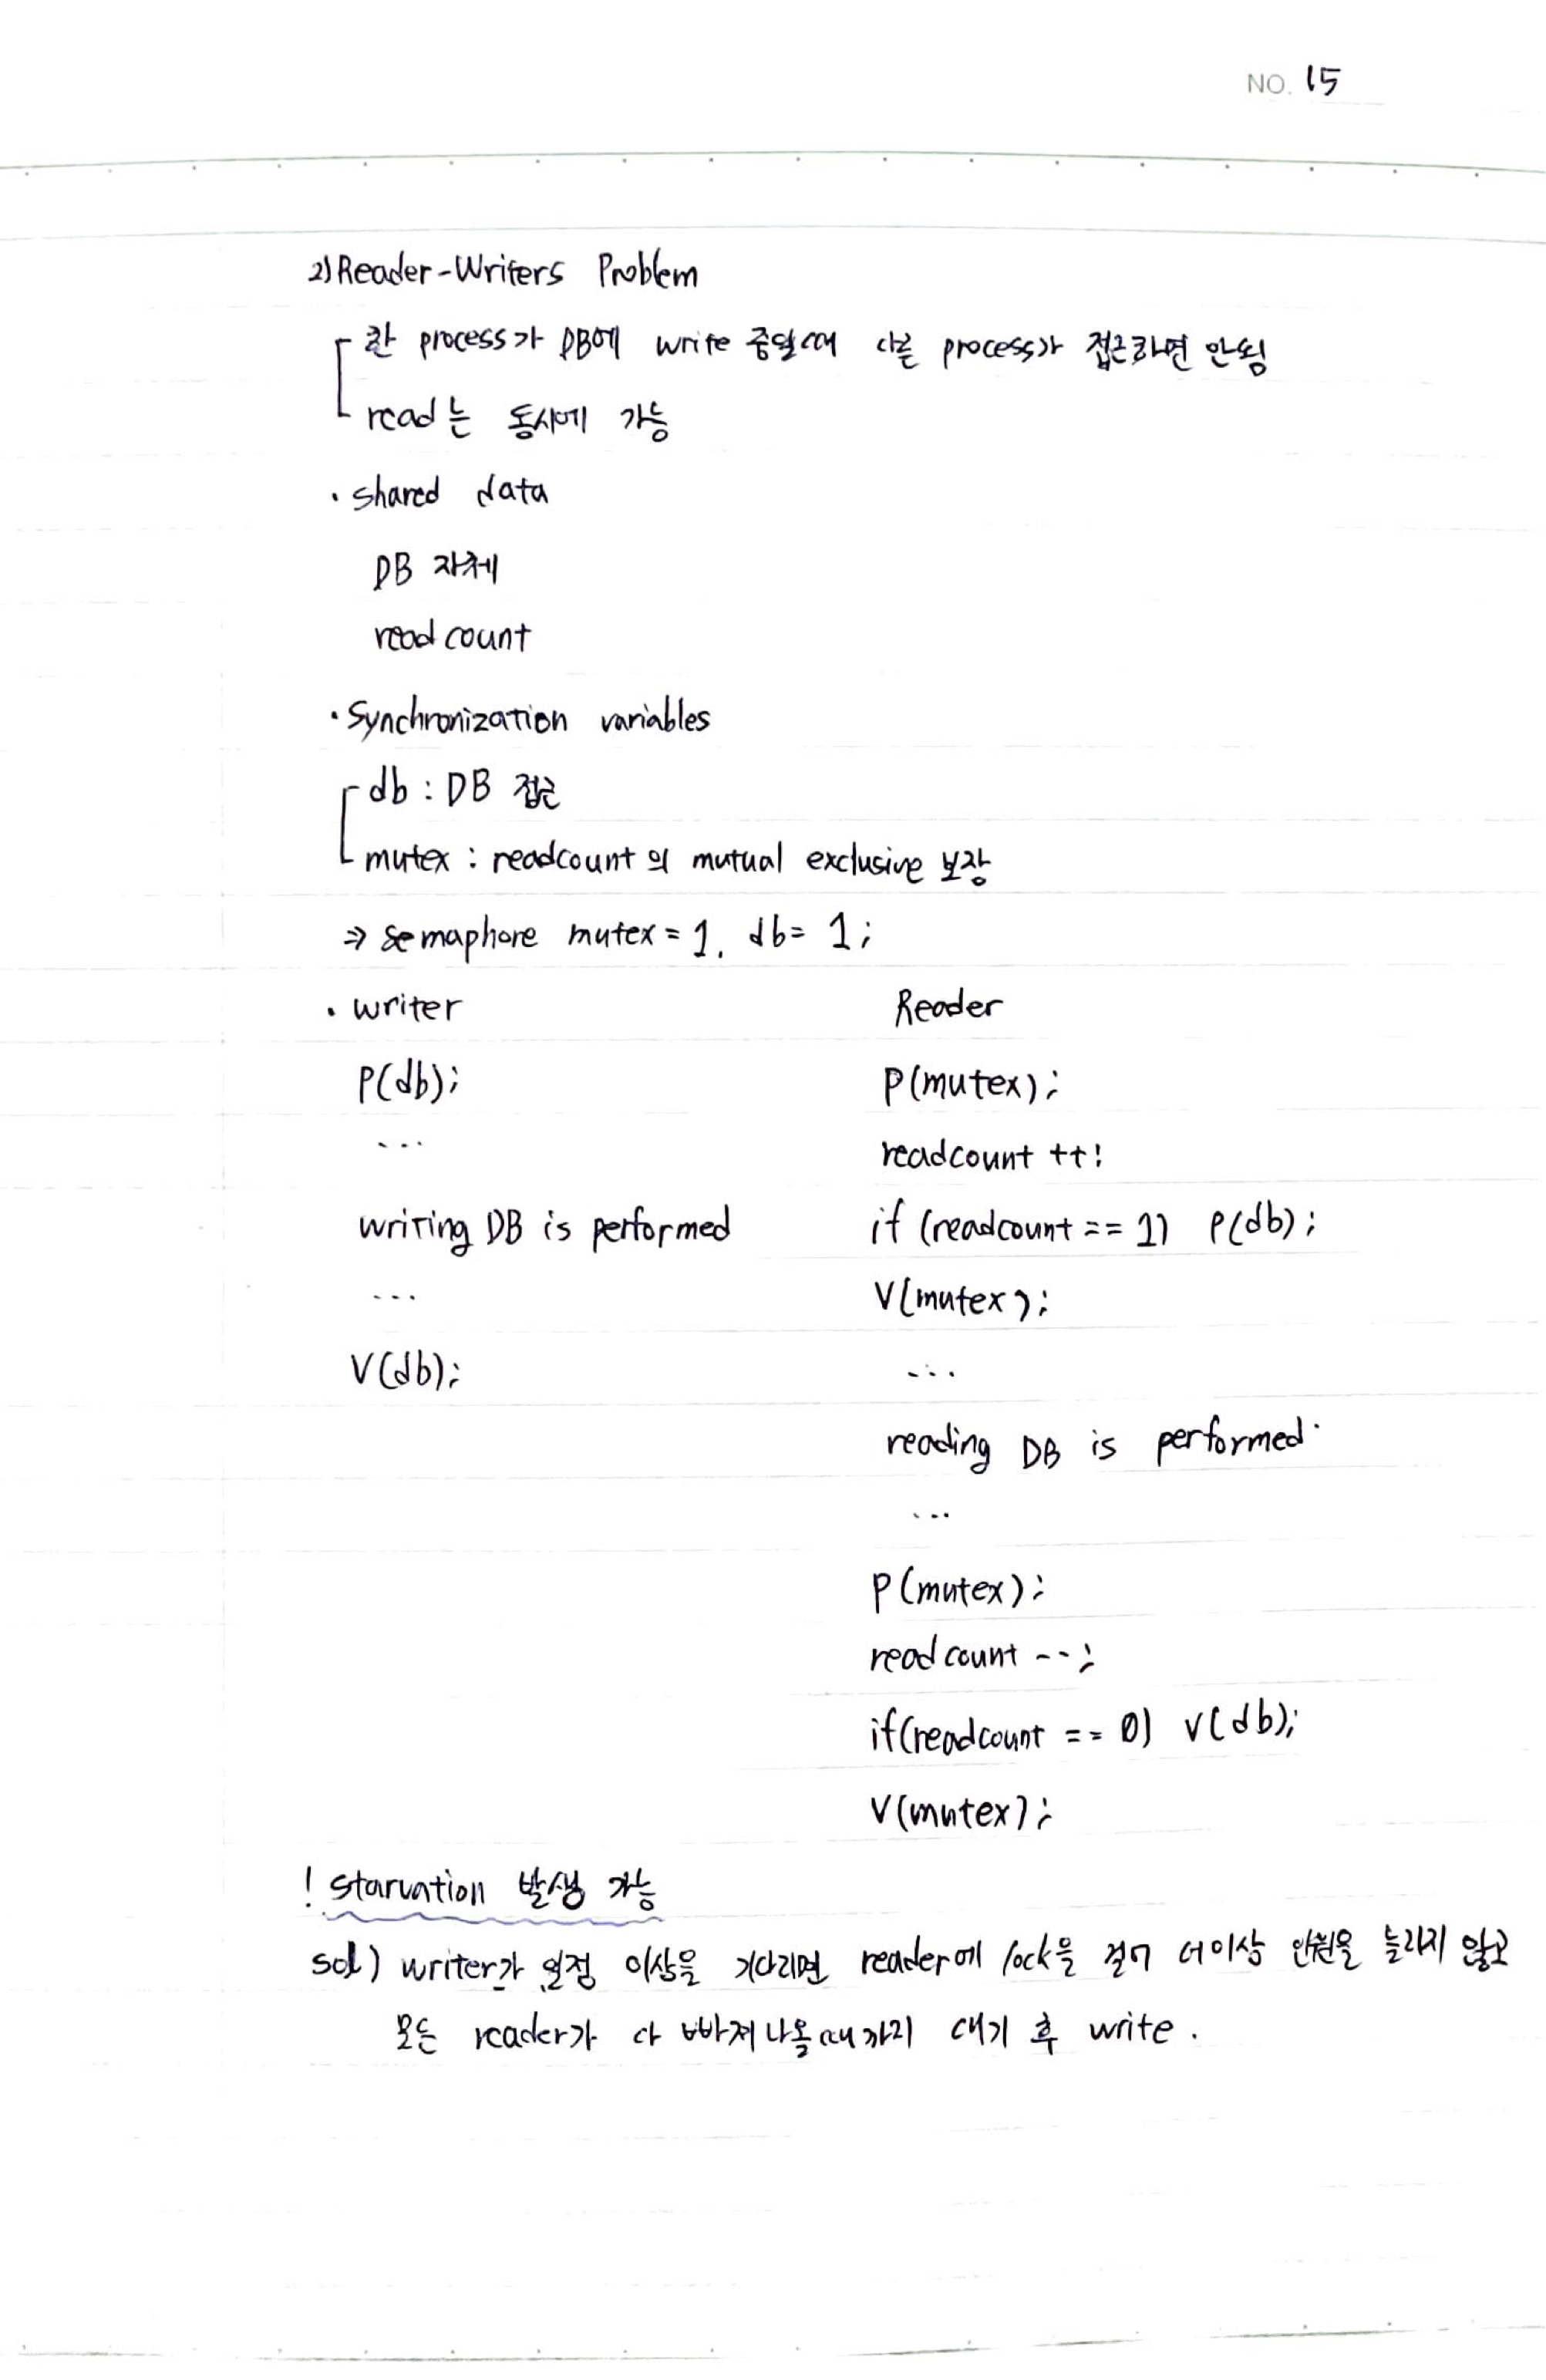 NO. 15
2) Reader-Writers Problem
한 process가 DB에 write 중일때 다른 process가 접근하면 안됨
read는 동시에 가능
· shared data
DB 자체
readcount
· Synchronization variables
db : DB 접근
mutex : readcount의 mutual exclusive 보장
⇒ semaphore mutex = 1, db = 1;
· writer
P(db);
...
writing DB is performed
...
V(db);
Reader
P(mutex);
readcount ++;
if (readcount == 1) P(db);
V(mutex);
...
reading DB is performed.
...
P(mutex);
readcount --;
if(readcount == 0) V(db);
V(mutex);
! starvation 발생 가능
sol) writer가 일정 이상을 기다리면 reader에 lock을 걸어 더이상 인원을 늘리지 않고
모든 reader가 다 빠져나올때까지 대기 후 write.